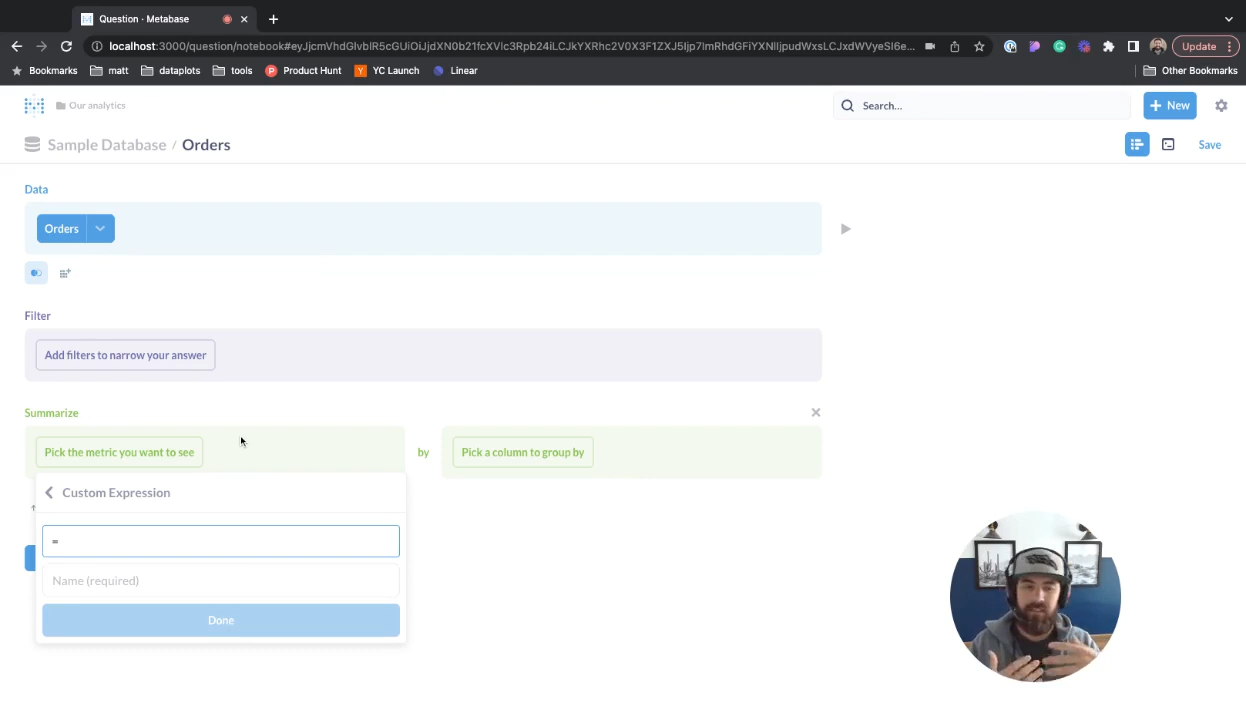 Question · Metabase
localhost:3000/question/notebook#eyJjcmVhdGlvblR5cGUiOiJjdXN0b21fcXVlc3Rpb24iLCJkYXRhc2V0X3F1ZXJ5Ijp7ImRhdGFiYXNlIjpudWxsLCJxdWVyeSI6e...
Update
Bookmarks
matt
dataplots
tools
Product Hunt
YC Launch
Linear
Other Bookmarks
Our analytics
Search...
+ New
Sample Database / Orders
Save
Data
Orders
Filter
Add filters to narrow your answer
Summarize
Pick the metric you want to see
by
Pick a column to group by
Custom Expression
=
Name (required)
Done